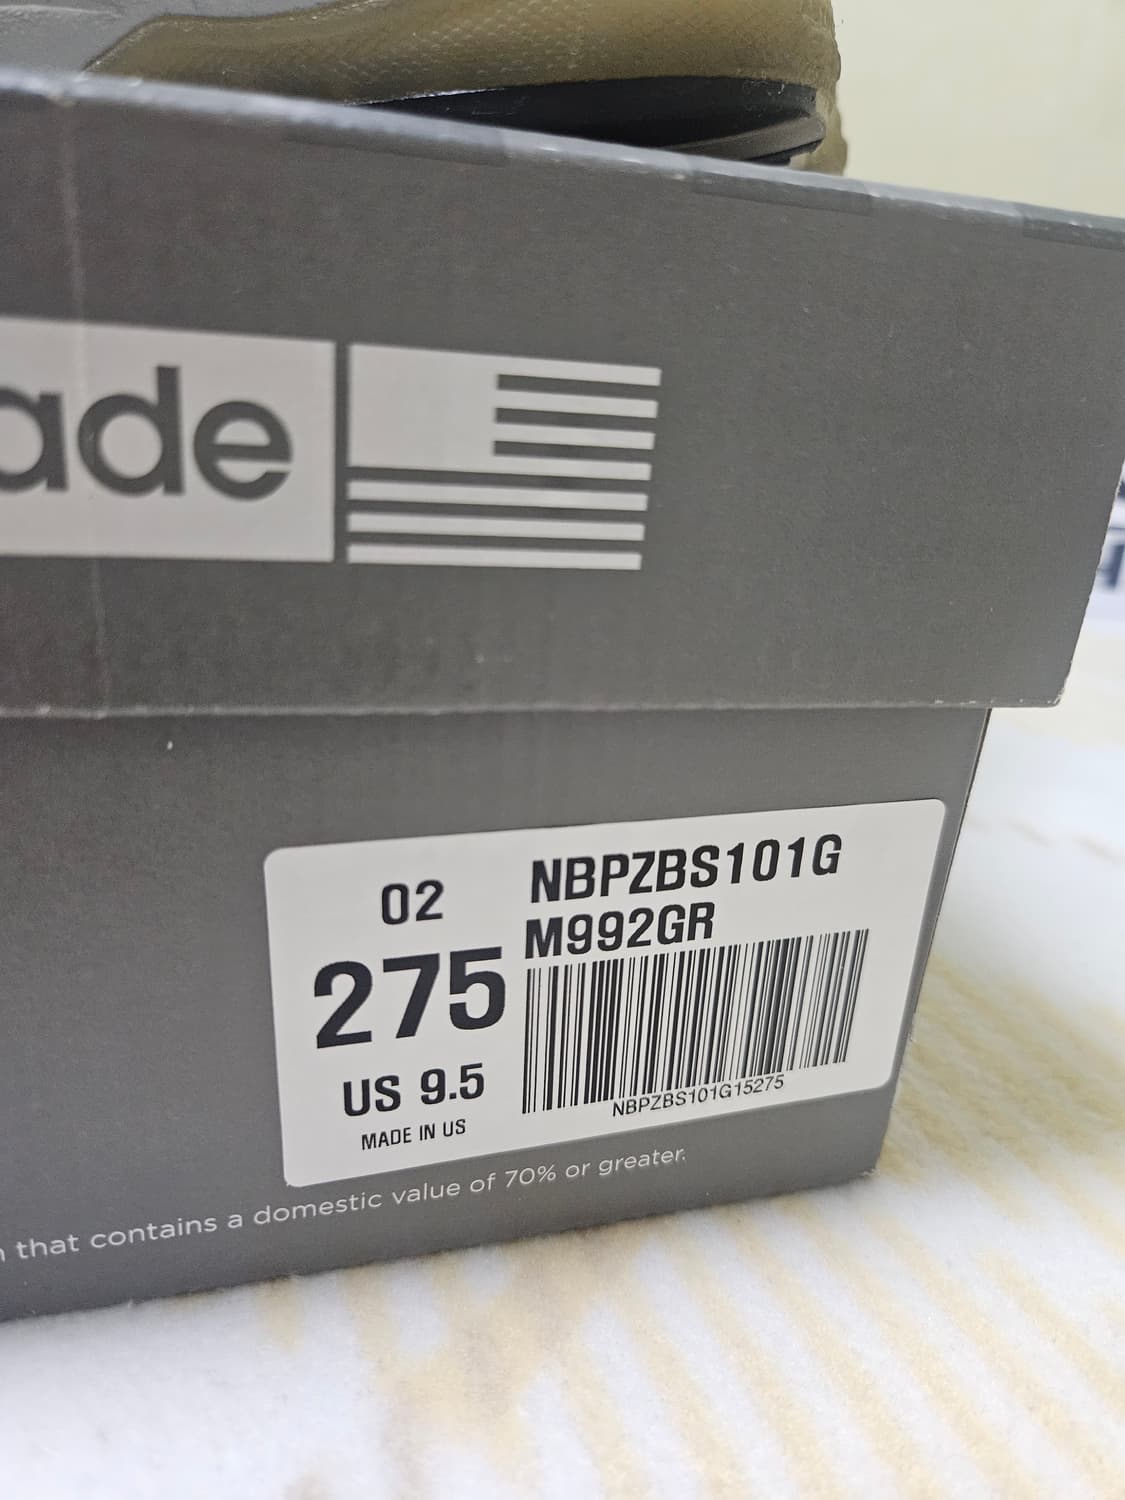 ade
02
NBPZBS101G
M992GR
275
US 9.5
MADE IN US
NBPZBS101G15275
that contains a domestic value of 70% or greater.